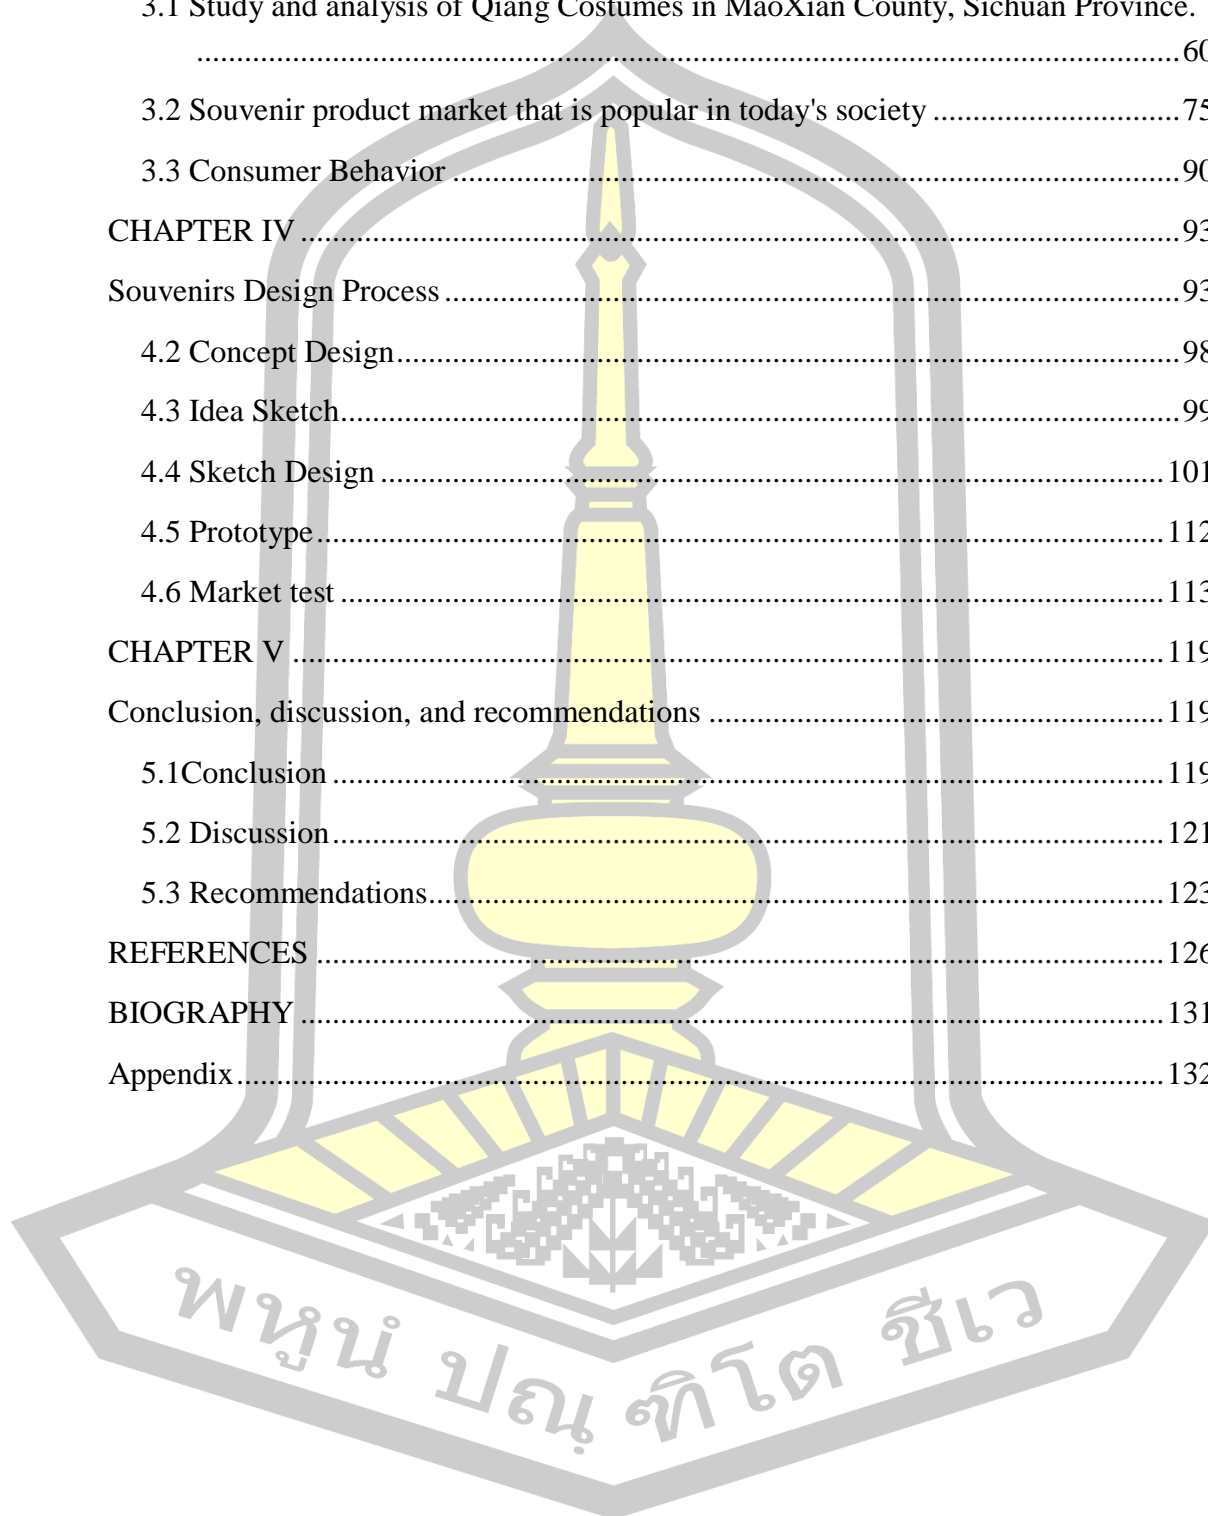 3.1 Study and analysis of Qiang Costumes in MaoXian County, Sichuan Province.
............................................................................................................................60
3.2 Souvenir product market that is popular in today's society ...............................75
3.3 Consumer Behavior ............................................................................................90
CHAPTER IV ...............................................................................................................93
Souvenirs Design Process .............................................................................................93
4.2 Concept Design...................................................................................................98
4.3 Idea Sketch..........................................................................................................99
4.4 Sketch Design ...................................................................................................101
4.5 Prototype...........................................................................................................112
4.6 Market test ........................................................................................................113
CHAPTER V ..............................................................................................................119
Conclusion, discussion, and recommendations ..........................................................119
5.1Conclusion .........................................................................................................119
5.2 Discussion.........................................................................................................121
5.3 Recommendations.............................................................................................123
REFERENCES ...........................................................................................................126
BIOGRAPHY .............................................................................................................131
Appendix.....................................................................................................................132
พหูนํ ปณฺฑิโต ชีเว